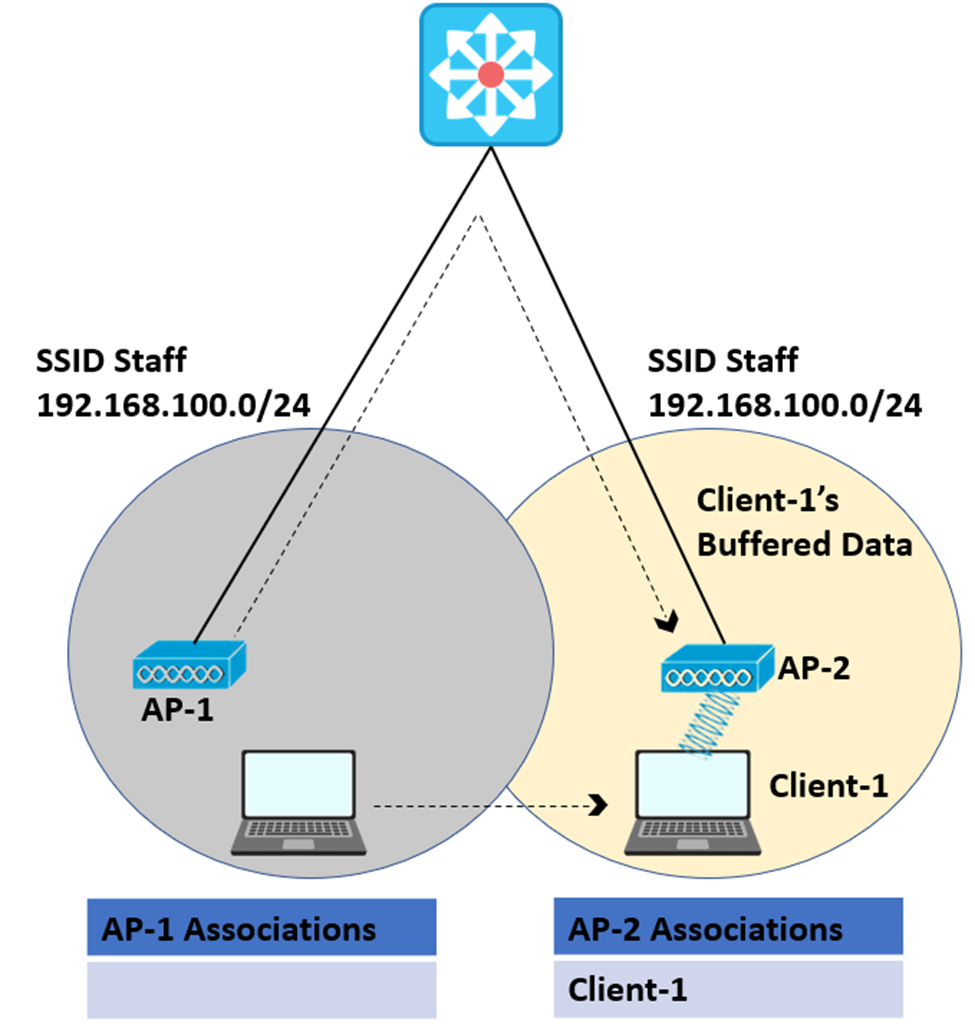 SSID Staff
192.168.100.0/24
SSID Staff
192.168.100.0/24
Client-1’s
Buffered Data
AP-1
AP-2
Client-1
AP-1 Associations
AP-2 Associations
Client-1